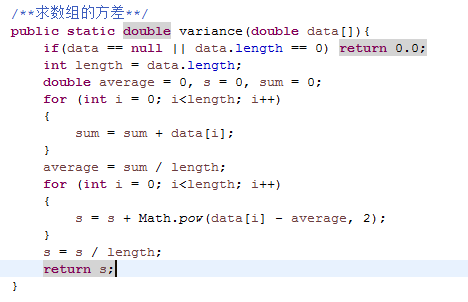 /**求数组的方差**/
public static double variance(double data[]){
if(data == null || data.length == 0) return 0.0;
int length = data.length;
double average = 0, s = 0, sum = 0;
for (int i = 0; i<length; i++)
{
sum = sum + data[i];
}
average = sum / length;
for (int i = 0; i<length; i++)
{
s = s + Math.pow(data[i] - average, 2);
}
s = s / length;
return s;
}